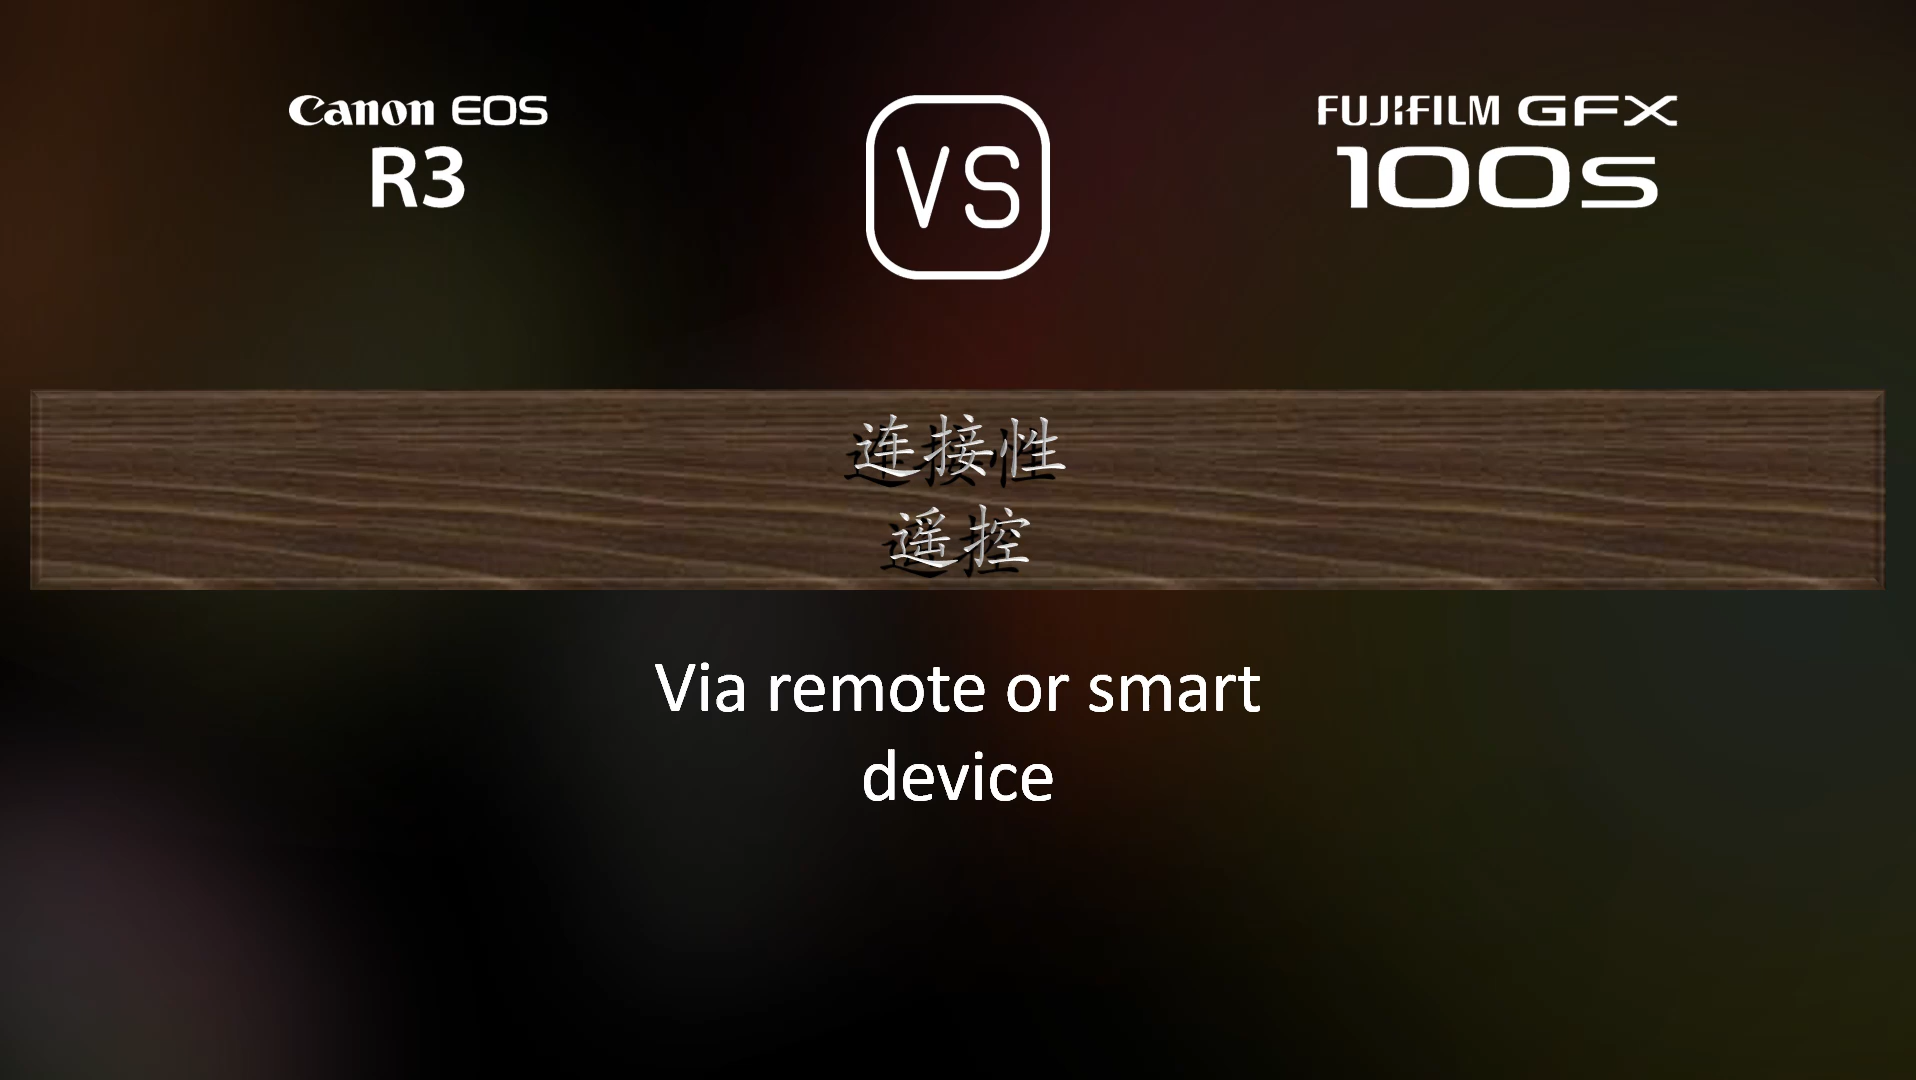 Canon EOS
R3
VS
FUJIFILM GFX
100s
连接性
遥控
Via remote or smart
device